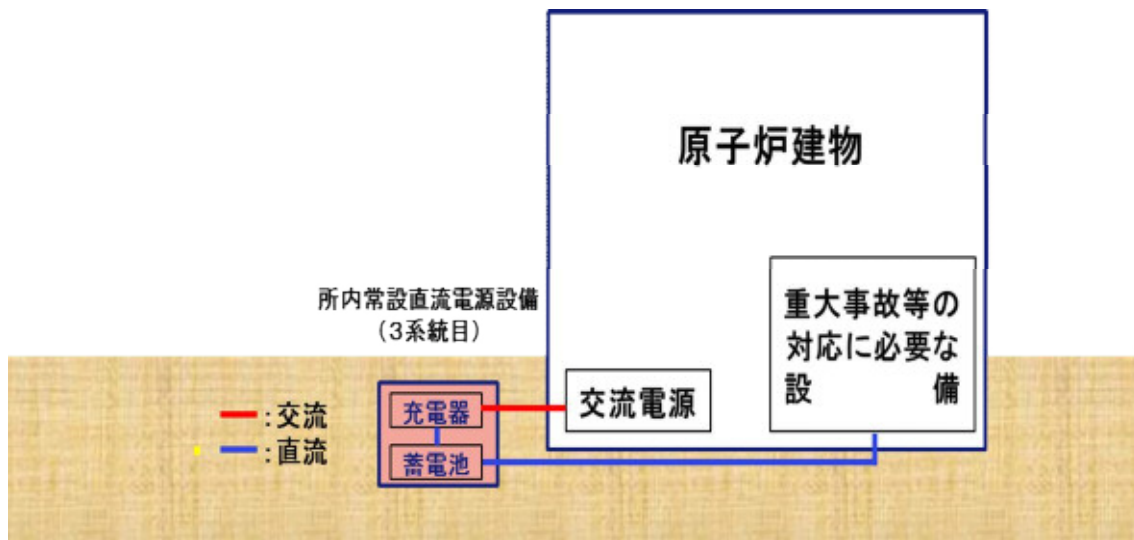 原子炉建物
所内常設直流電源設備
（3系統目）
重大事故等の
対応に必要な
設備
交流電源
充電器
蓄電池
:交流
:直流